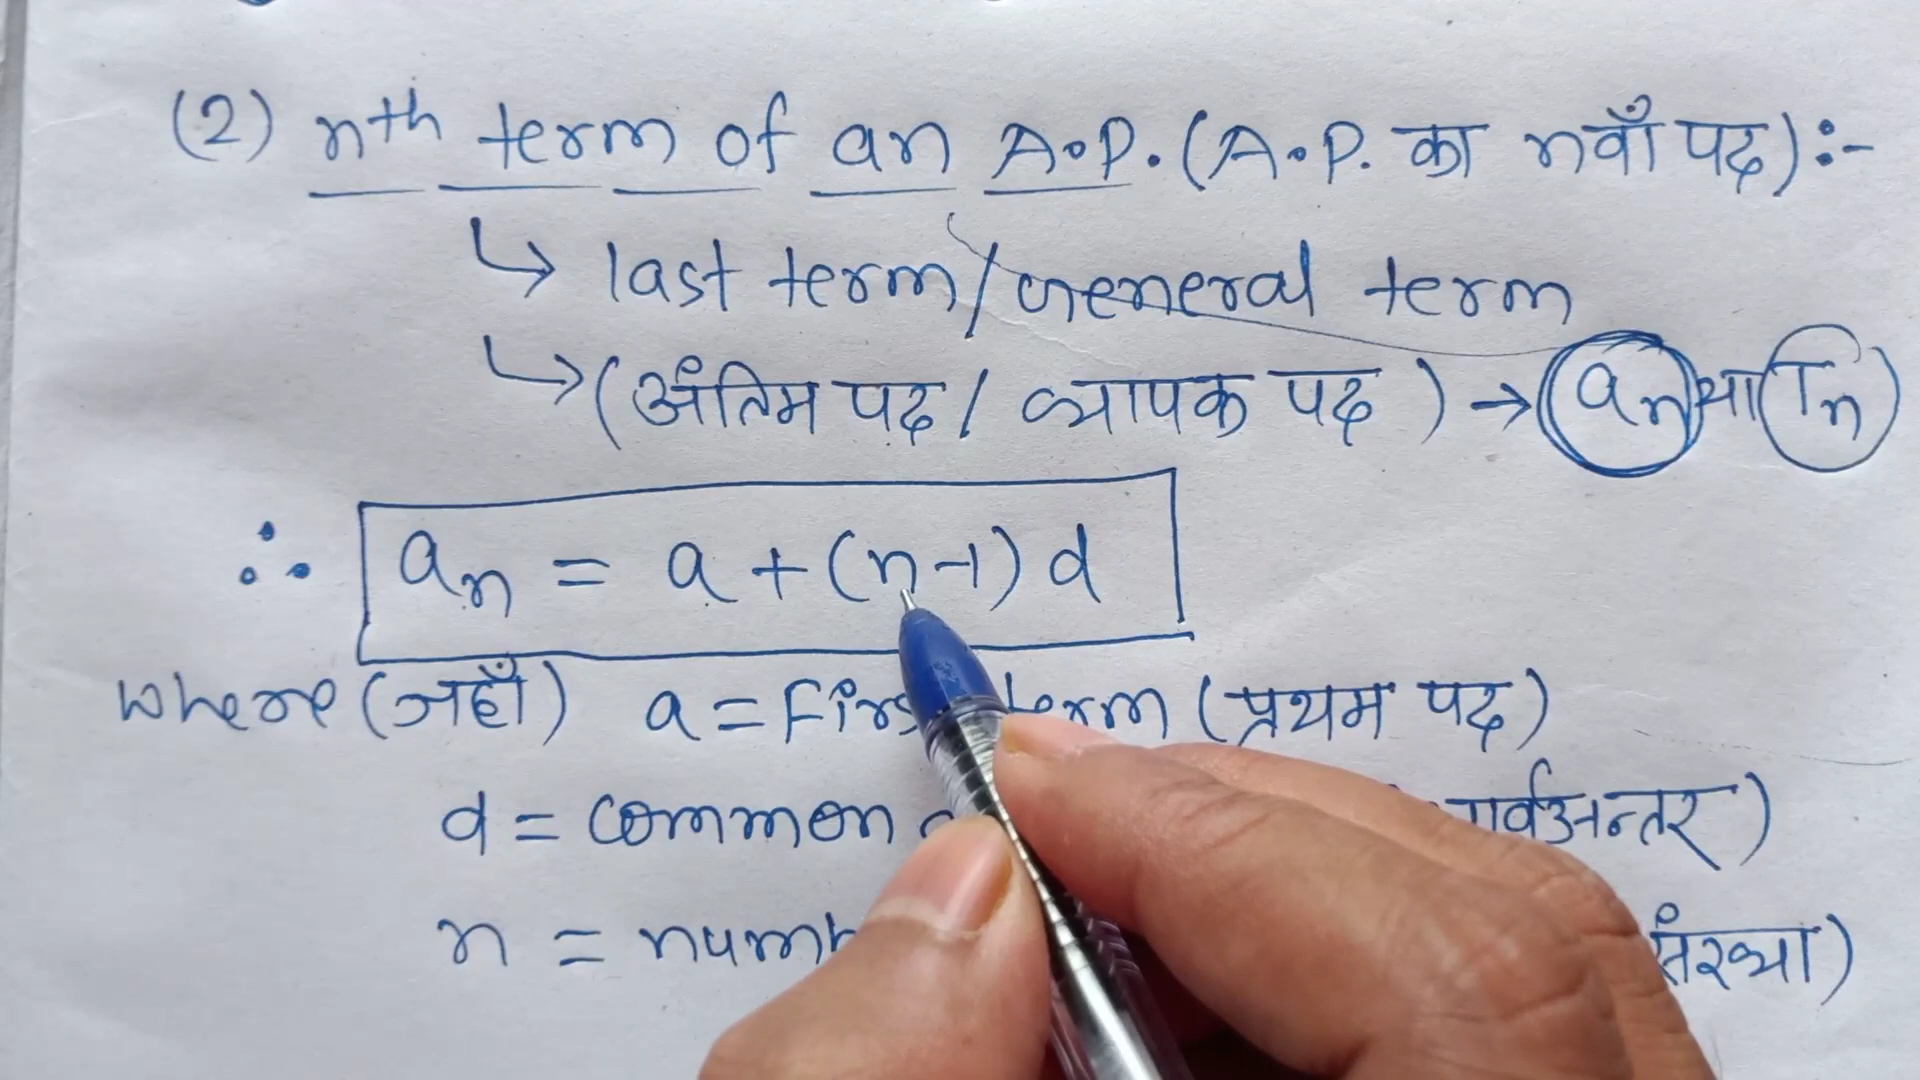 (2) nth term of an A.P. (A.P. का nवाँ पद) :-
↳ last term/General term
↳ (अंतिम पद / व्यापक पद) → aₙ या Tₙ
∴ aₙ = a + (n-1) d
where (जहाँ) a = First term (प्रथम पद)
d = common
n =